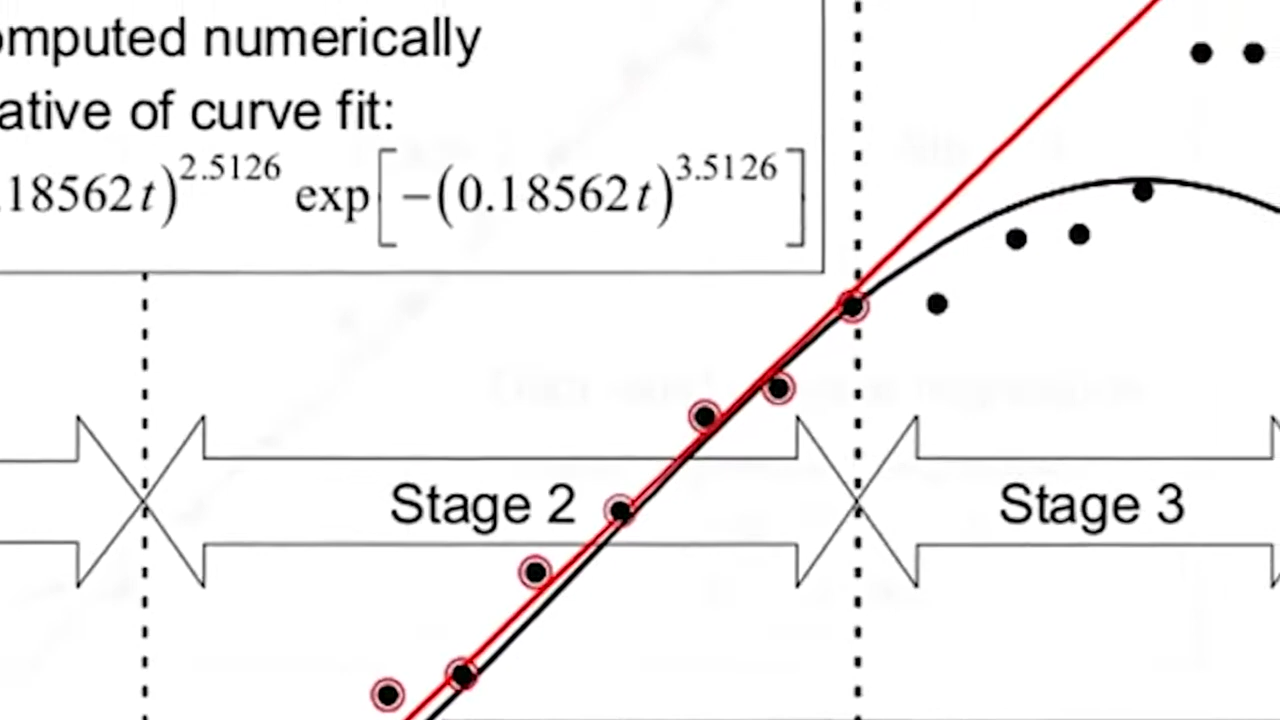 omputed numerically
ative of curve fit:
.18562t)^2.5126 exp[−(0.18562t)^3.5126]
Stage 2 Stage 3